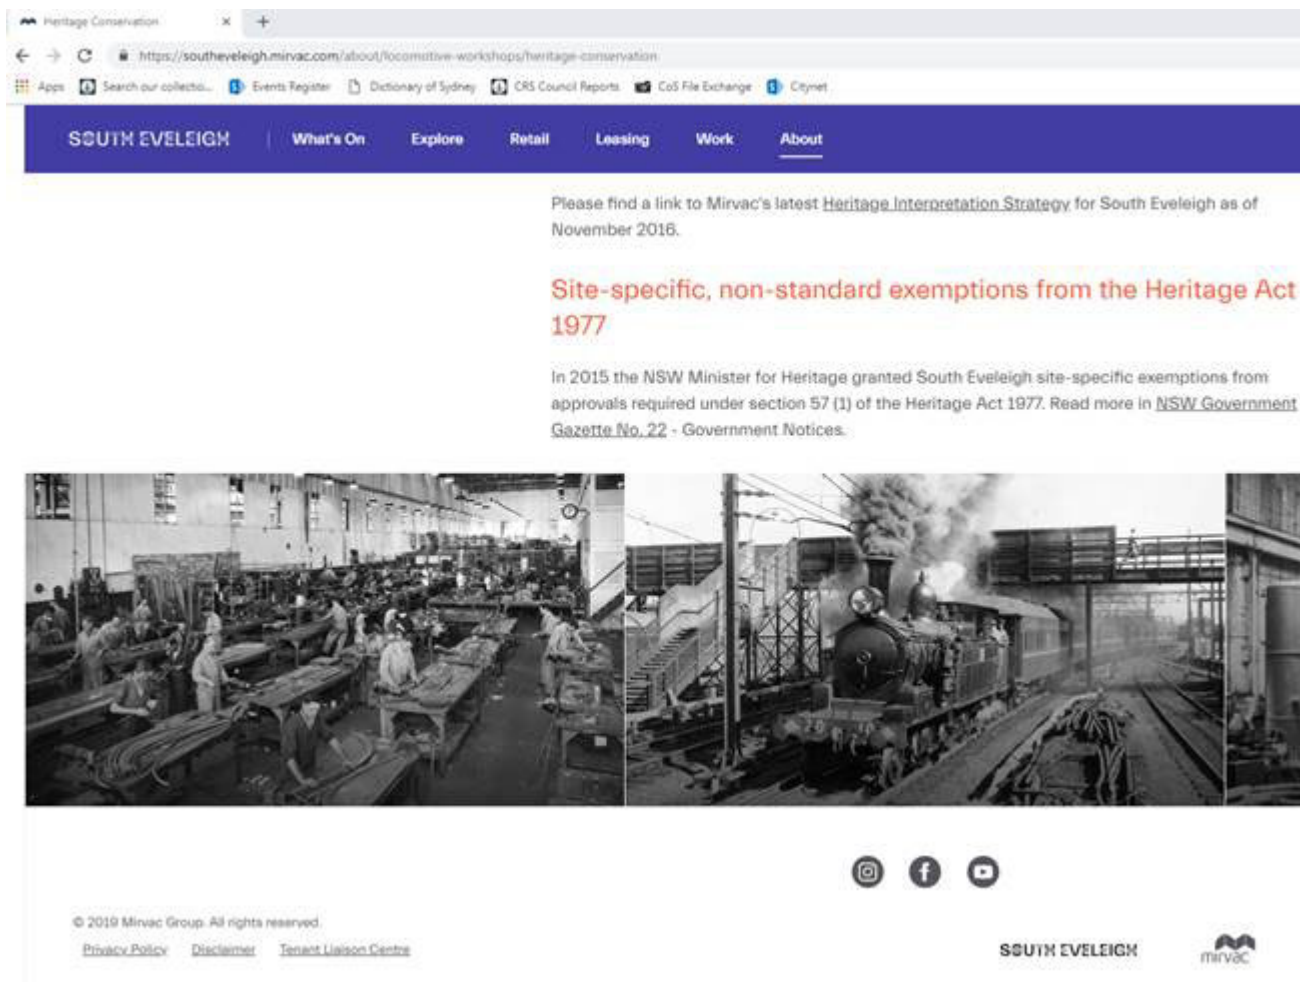 Heritage Conservation
https://southeveleigh.mirvac.com/about/locomotive-workshops/heritage-conservation
Apps Search our collectio... Events Register Dictionary of Sydney CRS Council Reports CoS File Exchange Citynet
SOUTH EVELEIGH What's On Explore Retail Leasing Work About
Please find a link to Mirvac's latest Heritage Interpretation Strategy for South Eveleigh as of
November 2016.
Site-specific, non-standard exemptions from the Heritage Act
1977
In 2015 the NSW Minister for Heritage granted South Eveleigh site-specific exemptions from
approvals required under section 57 (1) of the Heritage Act 1977. Read more in NSW Government
Gazette No. 22 - Government Notices.
© 2019 Mirvac Group. All rights reserved.
Privacy Policy Disclaimer Tenant Liaison Centre
SOUTH EVELEIGH
mirvac